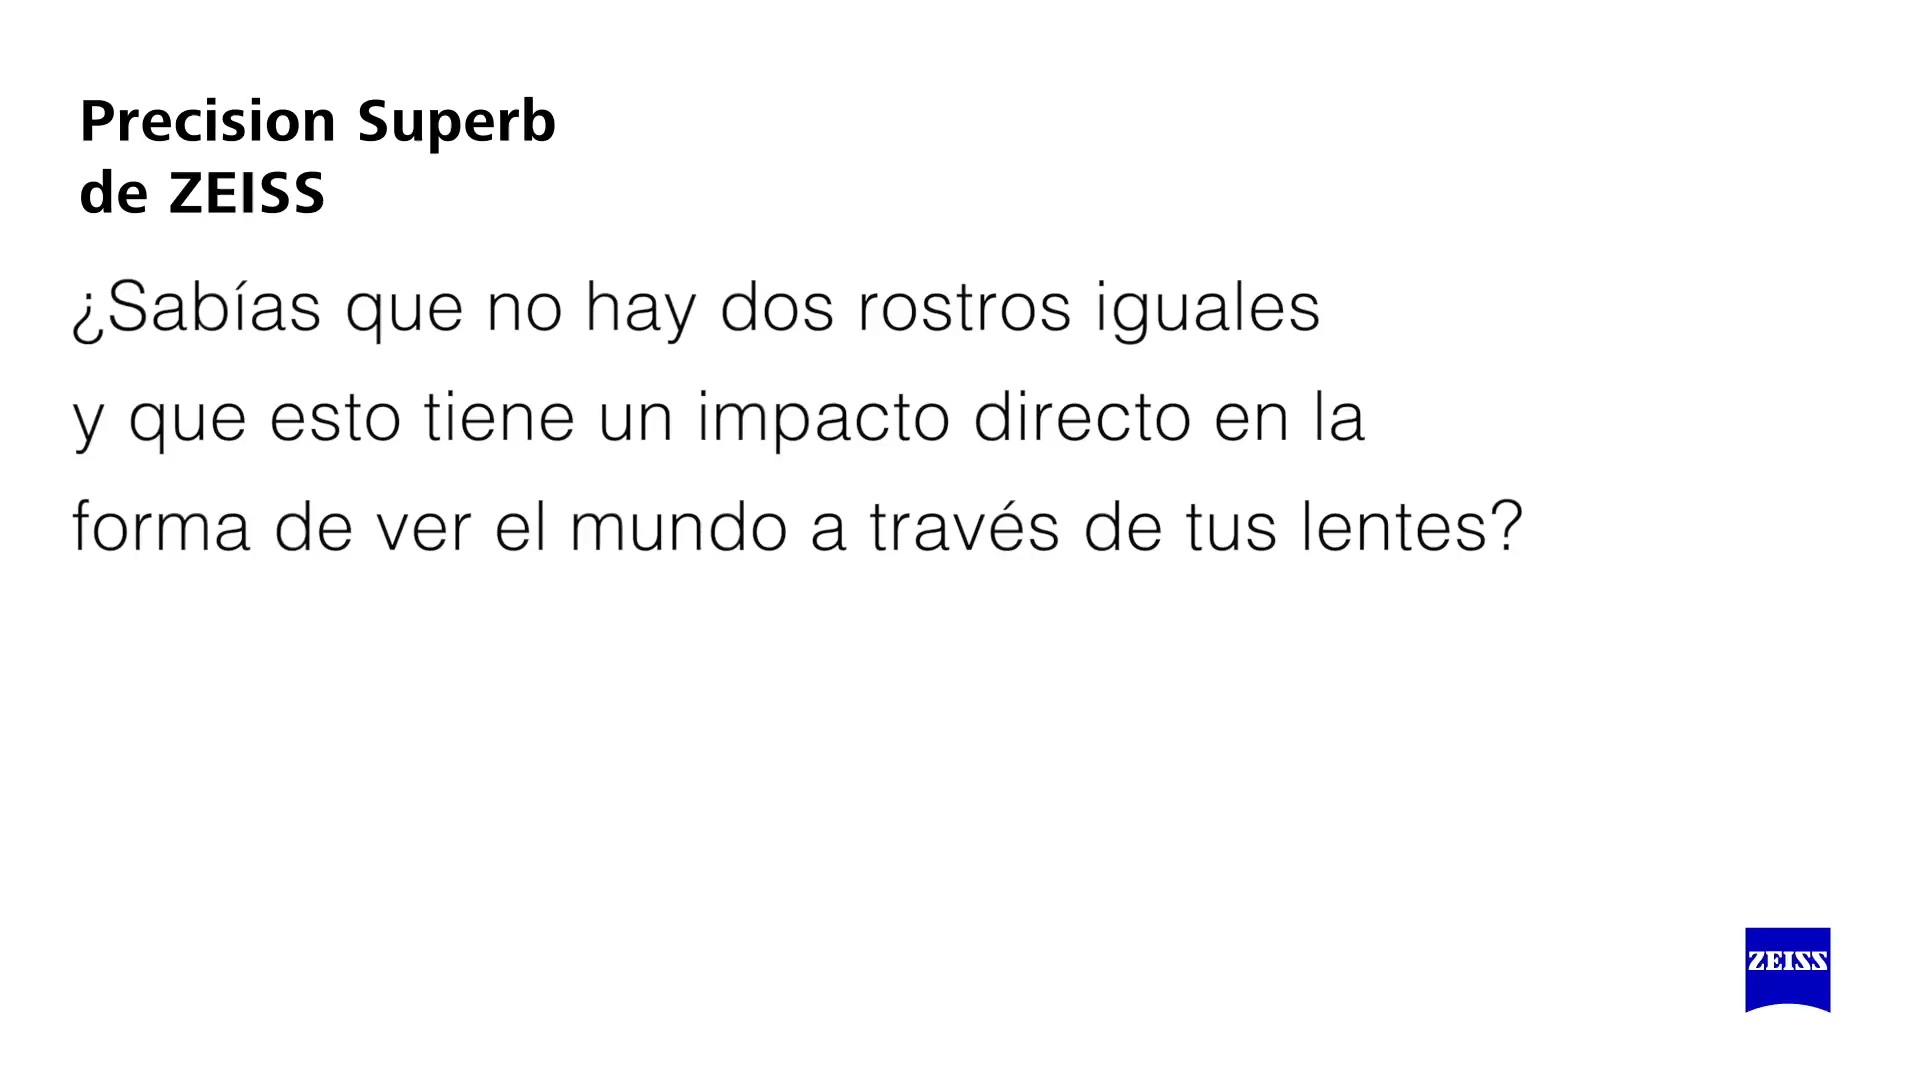 Precision Superb
de ZEISS
¿Sabías que no hay dos rostros iguales
y que esto tiene un impacto directo en la
forma de ver el mundo a través de tus lentes?
ZEISS